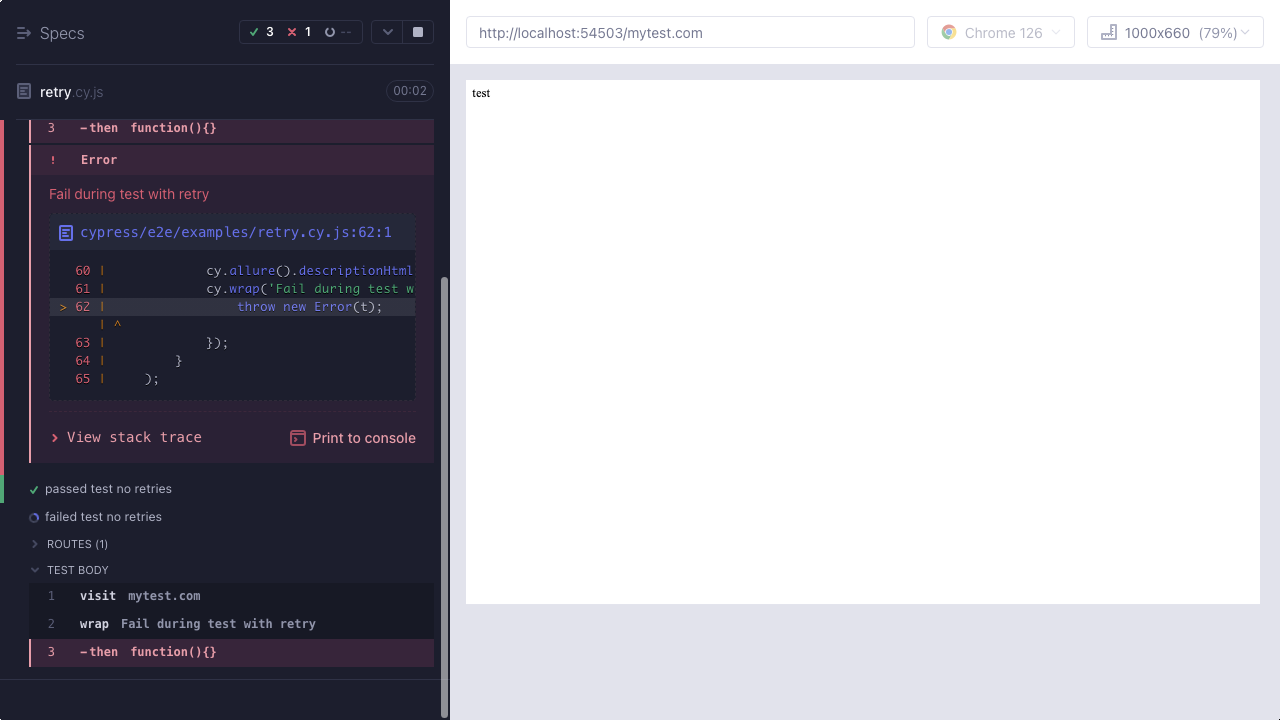 Specs
3 1 --
retry.cy.js
00:02
3 -then function(){}
! Error
Fail during test with retry
cypress/e2e/examples/retry.cy.js:62:1
60 | cy.allure().descriptionHtml
61 | cy.wrap('Fail during test w
> 62 | throw new Error(t);
| ^
63 | });
64 | }
65 | );
View stack trace
Print to console
passed test no retries
failed test no retries
ROUTES (1)
TEST BODY
1 visit mytest.com
2 wrap Fail during test with retry
3 -then function(){}
http://localhost:54503/mytest.com
Chrome 126
1000x660 (79%)
test